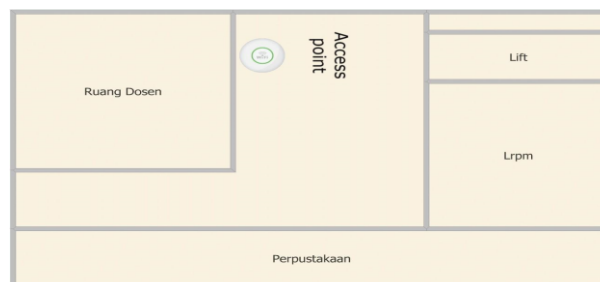 Access
point
Lift
Ruang Dosen
Lrpm
Perpustakaan